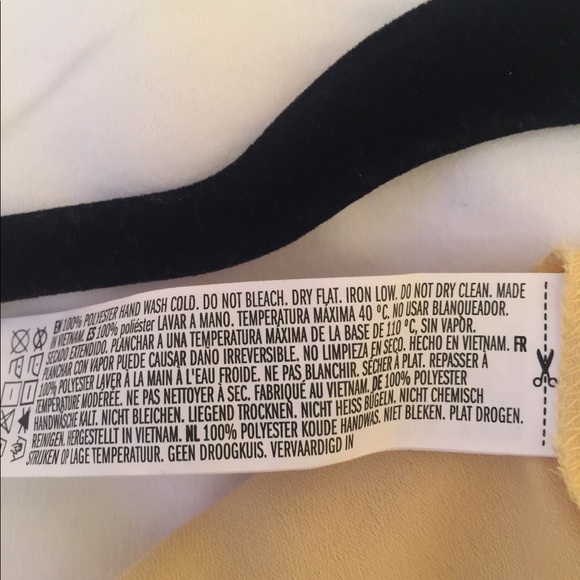 EN 100% POLYESTER HAND WASH COLD. DO NOT BLEACH. DRY FLAT. IRON LOW. DO NOT DRY CLEAN. MADE
IN VIETNAM. ES 100% poliéster LAVAR A MANO. TEMPERATURA MÁXIMA 40 °C. NO USAR BLANQUEADOR.
SECADO EXTENDIDO. PLANCHAR A UNA TEMPERATURA MÁXIMA DE LA BASE DE 110 °C, SIN VAPOR.
PLANCHAR CON VAPOR PUEDE CAUSAR DAÑO IRREVERSIBLE. NO LIMPIEZA EN SECO. HECHO EN VIETNAM. FR
100% POLYESTER LAVER À LA MAIN À L'EAU FROIDE. NE PAS BLANCHIR. SÉCHER À PLAT. REPASSER À
TEMPERATURE MODÉRÉE. NE PAS NETTOYER À SEC. FABRIQUÉ AU VIETNAM. DE 100% POLYESTER
HANDWÄSCHE KALT. NICHT BLEICHEN. LIEGEND TROCKNEN. NICHT HEISS BÜGELN. NICHT CHEMISCH
REINIGEN. HERGESTELLT IN VIETNAM. NL 100% POLYESTER KOUDE HANDWAS. NIET BLEKEN. PLAT DROGEN.
STRIJKEN OP LAGE TEMPERATUUR. GEEN DROOGKUIS. VERVAARDIGD IN